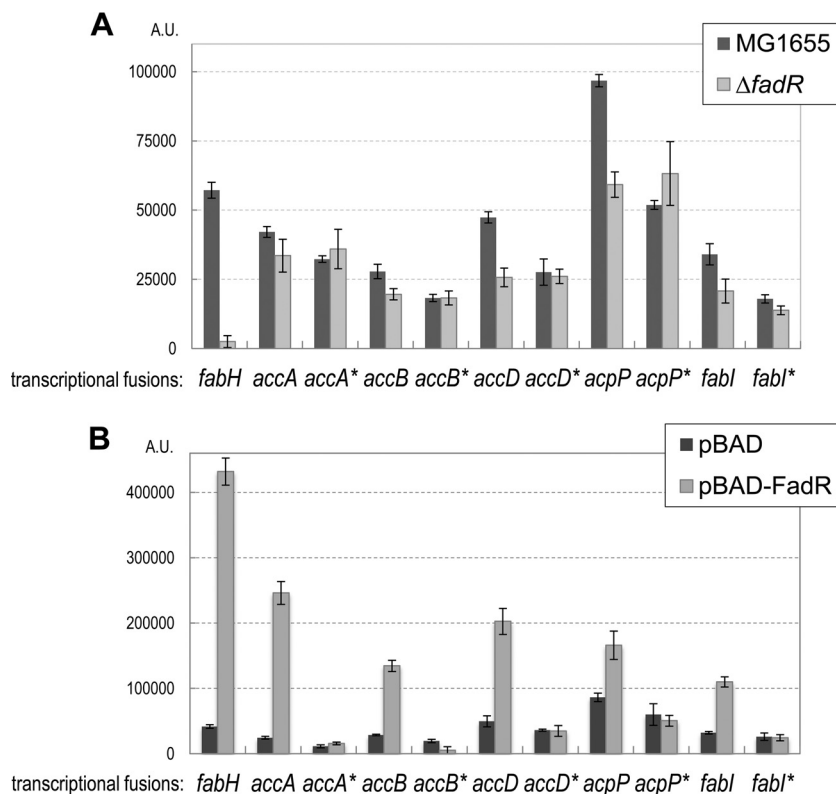 A
A.U.
MG1655
ΔfadR
100000
75000
50000
25000
0
transcriptional fusions: fabH accA accA* accB accB* accD accD* acpP acpP* fabI fabI*
B
A.U.
pBAD
pBAD-FadR
400000
300000
200000
100000
0
transcriptional fusions: fabH accA accA* accB accB* accD accD* acpP acpP* fabI fabI*